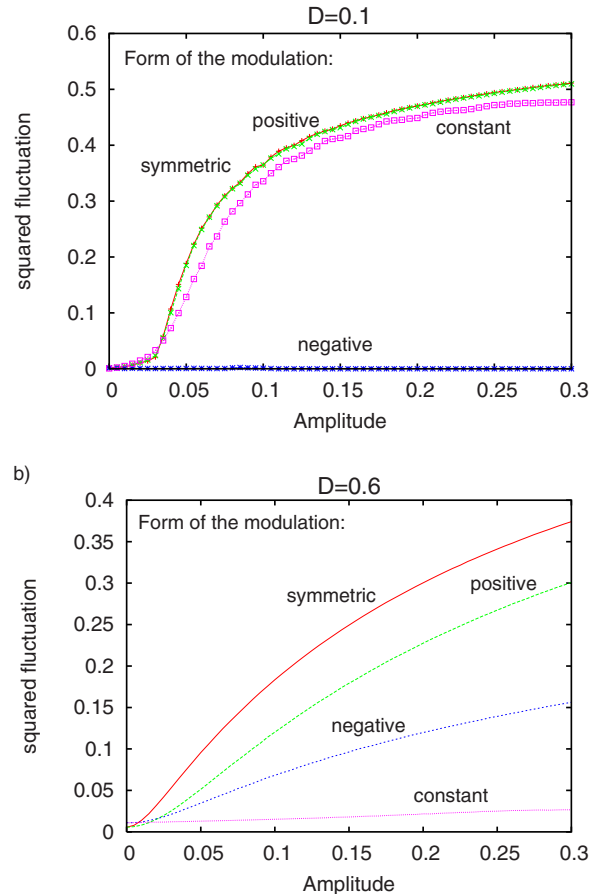 D=0.1
Form of the modulation:
0.6
0.5
0.4
0.3
0.2
0.1
0
squared fluctuation
positive
constant
symmetric
negative
0 0.05 0.1 0.15 0.2 0.25 0.3
Amplitude
b)
D=0.6
Form of the modulation:
0.4
0.35
0.3
0.25
0.2
0.15
0.1
0.05
0
squared fluctuation
symmetric
positive
negative
constant
0 0.05 0.1 0.15 0.2 0.25 0.3
Amplitude